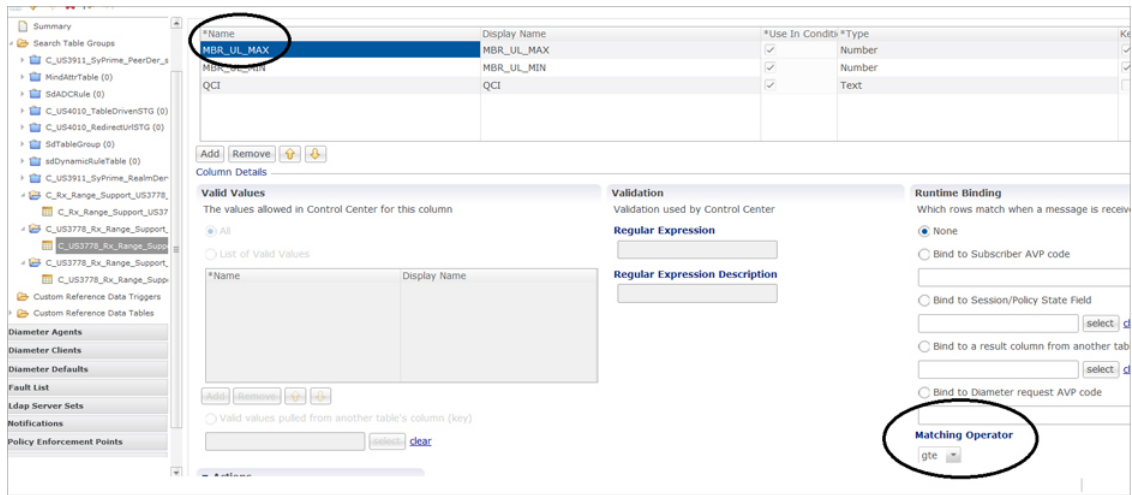 Summary
Search Table Groups
C_US3911_SyPrime_PeerDer_s
MindAttrTable (0)
SdADCRule (0)
C_US4010_TableDrivenSTG (0)
C_US4010_RedirectUrlSTG (0)
SdTableGroup (0)
sdDynamicRuleTable (0)
C_US3911_SyPrime_RealmDer
C_Rx_Range_Support_US3778_
C_Rx_Range_Support_US37
C_US3778_Rx_Range_Support_
C_US3778_Rx_Range_Supp
C_US3778_Rx_Range_Support_
C_US3778_Rx_Range_Supp
Custom Reference Data Triggers
Custom Reference Data Tables
Diameter Agents
Diameter Clients
Diameter Defaults
Fault List
Ldap Server Sets
Notifications
Policy Enforcement Points
*Name Display Name *Use In Conditi *Type Ke
MBR_UL_MAX MBR_UL_MAX Number
MBR_UL_MIN MBR_UL_MIN Number
QCI QCI Text
Add Remove
Column Details
Valid Values
The values allowed in Control Center for this column
All
List of Valid Values
*Name Display Name
Add Remove
Valid values pulled from another table's column (key)
select clear
Actions
Validation
Validation used by Control Center
Regular Expression
Regular Expression Description
Runtime Binding
Which rows match when a message is receive
None
Bind to Subscriber AVP code
Bind to Session/Policy State Field
select cl
Bind to a result column from another tab
select cl
Bind to Diameter request AVP code
Matching Operator
gte